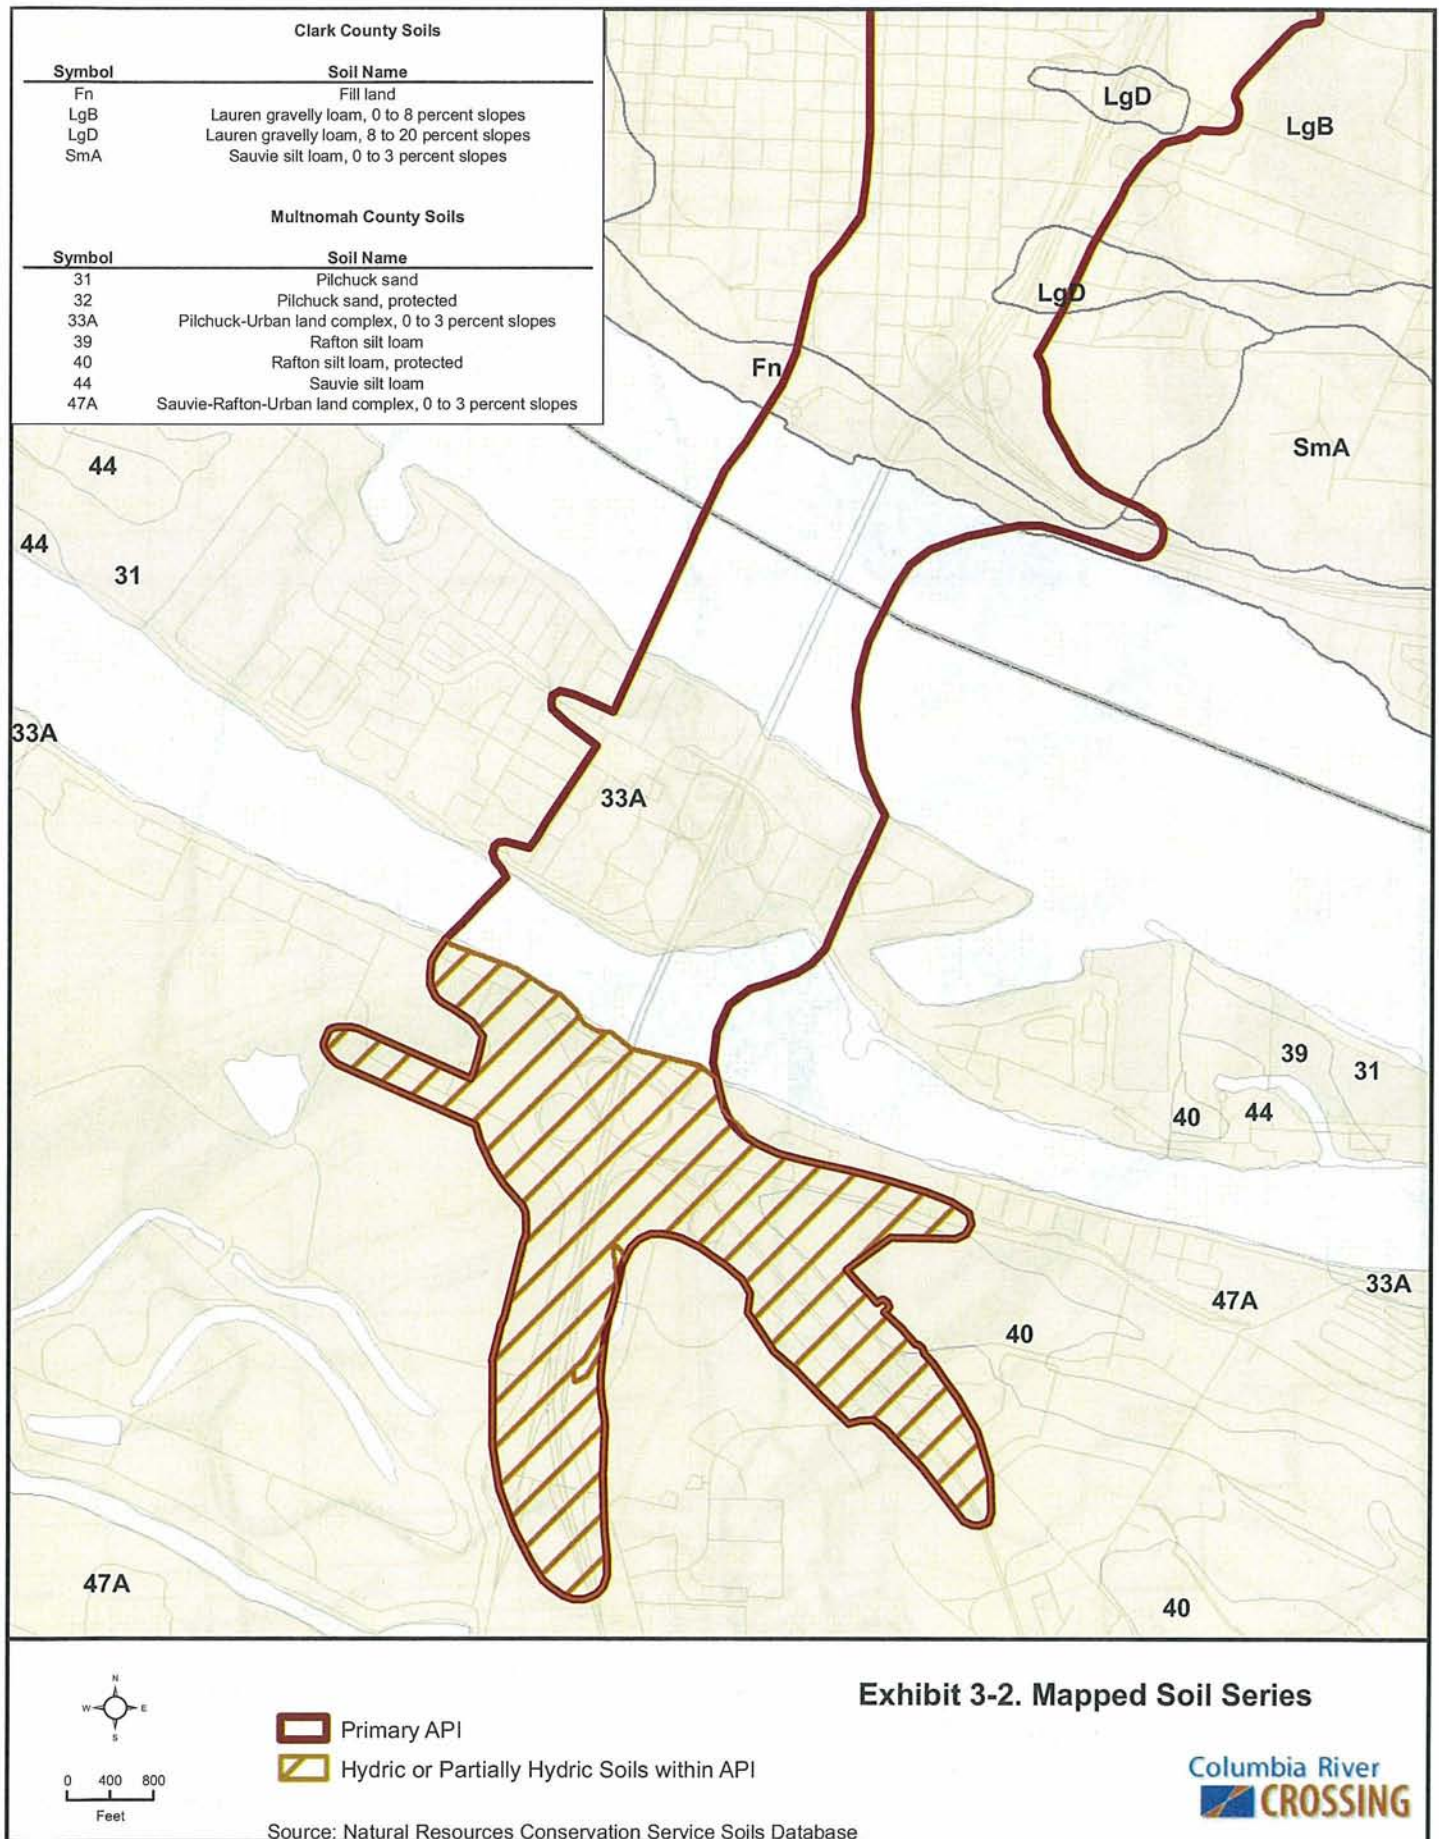 Clark County Soils
Symbol Soil Name
Fn Fill land
LgB Lauren gravelly loam, 0 to 8 percent slopes
LgD Lauren gravelly loam, 8 to 20 percent slopes
SmA Sauvie silt loam, 0 to 3 percent slopes
Multnomah County Soils
Symbol Soil Name
31 Pilchuck sand
32 Pilchuck sand, protected
33A Pilchuck-Urban land complex, 0 to 3 percent slopes
39 Rafton silt loam
40 Rafton silt loam, protected
44 Sauvie silt loam
47A Sauvie-Rafton-Urban land complex, 0 to 3 percent slopes
LgD
LgB
LgD
Fn
SmA
44
44
31
33A
33A
39
31
40
44
33A
47A
40
47A
40
N
W E
S
0 400 800
Feet
Primary API
Hydric or Partially Hydric Soils within API
Source: Natural Resources Conservation Service Soils Database
Exhibit 3-2. Mapped Soil Series
Columbia River
CROSSING